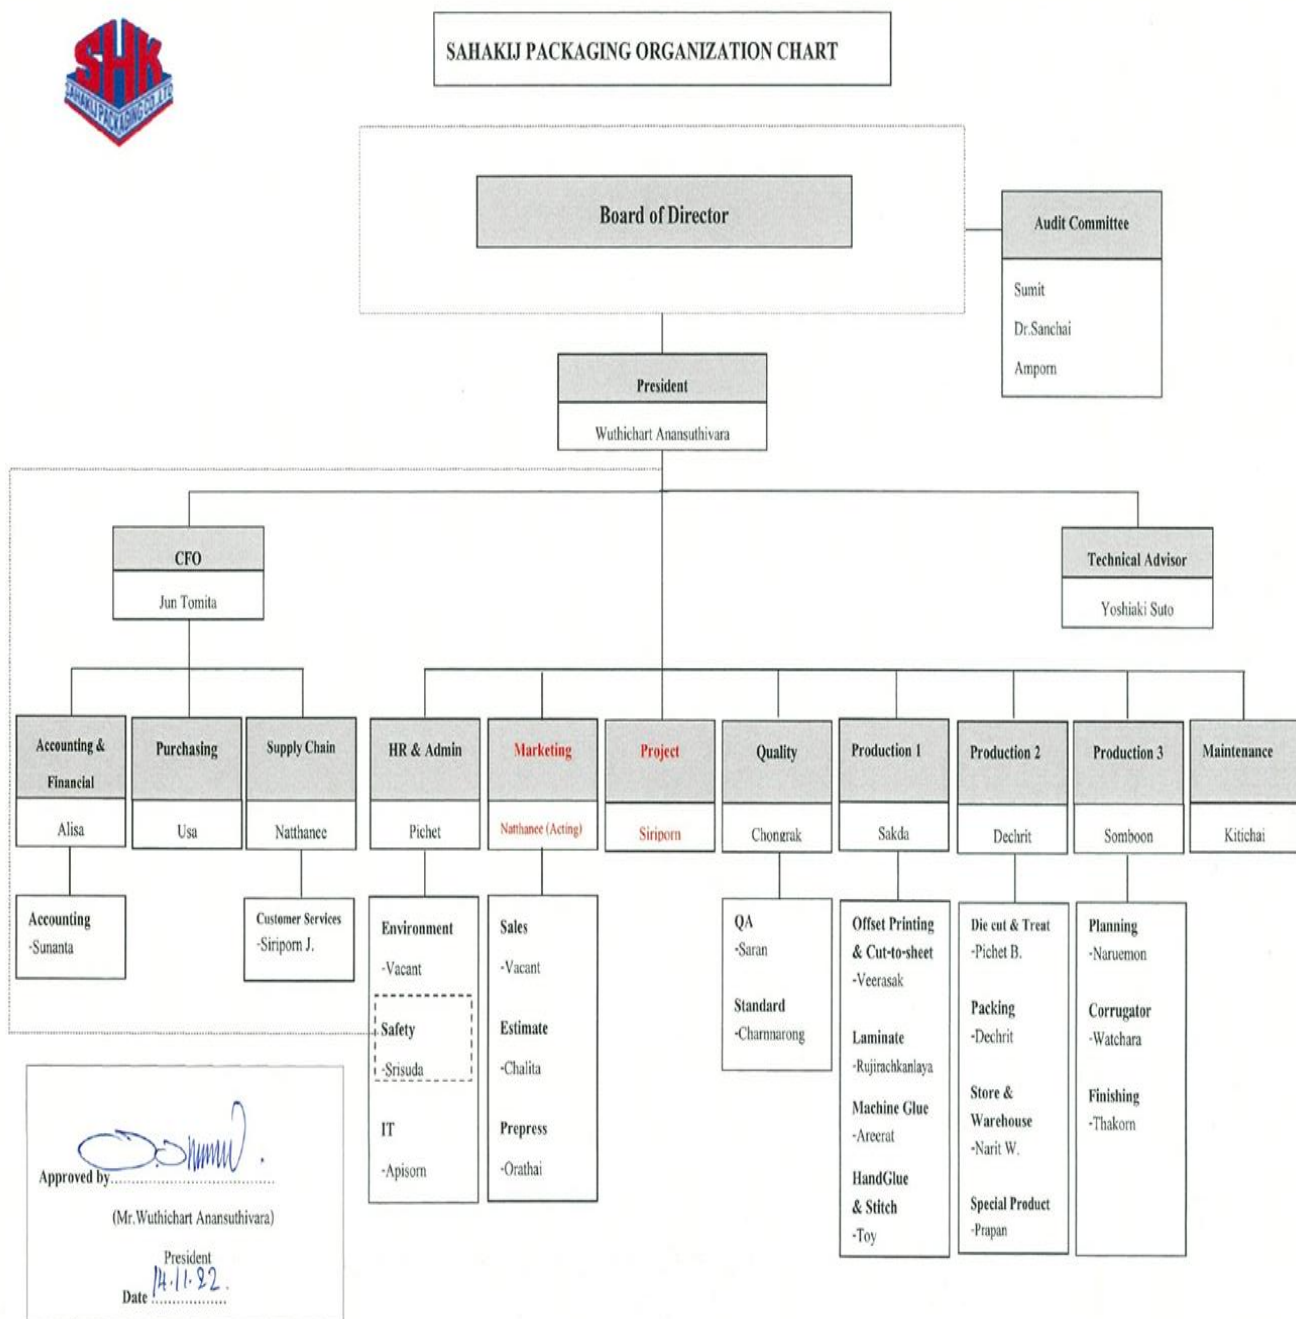 SHK
SAHAKIJ PACKAGING CO.,LTD
SAHAKIJ PACKAGING ORGANIZATION CHART
Board of Director
Audit Committee
Sumit
Dr.Sanchai
Amporn
President
Wuthichart Anansuthivara
CFO
Jun Tomita
Technical Advisor
Yoshiaki Suto
Accounting &
Financial
Alisa
Purchasing
Usa
Supply Chain
Natthanee
HR & Admin
Pichet
Marketing
Natthanee (Acting)
Project
Siriporn
Quality
Chongrak
Production 1
Sakda
Production 2
Dechrit
Production 3
Somboon
Maintenance
Kitichai
Accounting
-Sunanta
Customer Services
-Siriporn J.
Environment
-Vacant
Safety
-Srisuda
IT
-Apisorn
Sales
-Vacant
Estimate
-Chalita
Prepress
-Orathai
QA
-Saran
Standard
-Chamnarong
Offset Printing
& Cut-to-sheet
-Veerasak
Laminate
-Rujirachkanlaya
Machine Glue
-Areerat
HandGlue
& Stitch
-Toy
Die cut & Treat
-Pichet B.
Packing
-Dechrit
Store &
Warehouse
-Narit W.
Special Product
-Prapan
Planning
-Naruemon
Corrugator
-Watchara
Finishing
-Thakorn
Approved by
(Mr.Wuthichart Anansuthivara)
President
Date 14.11.22.